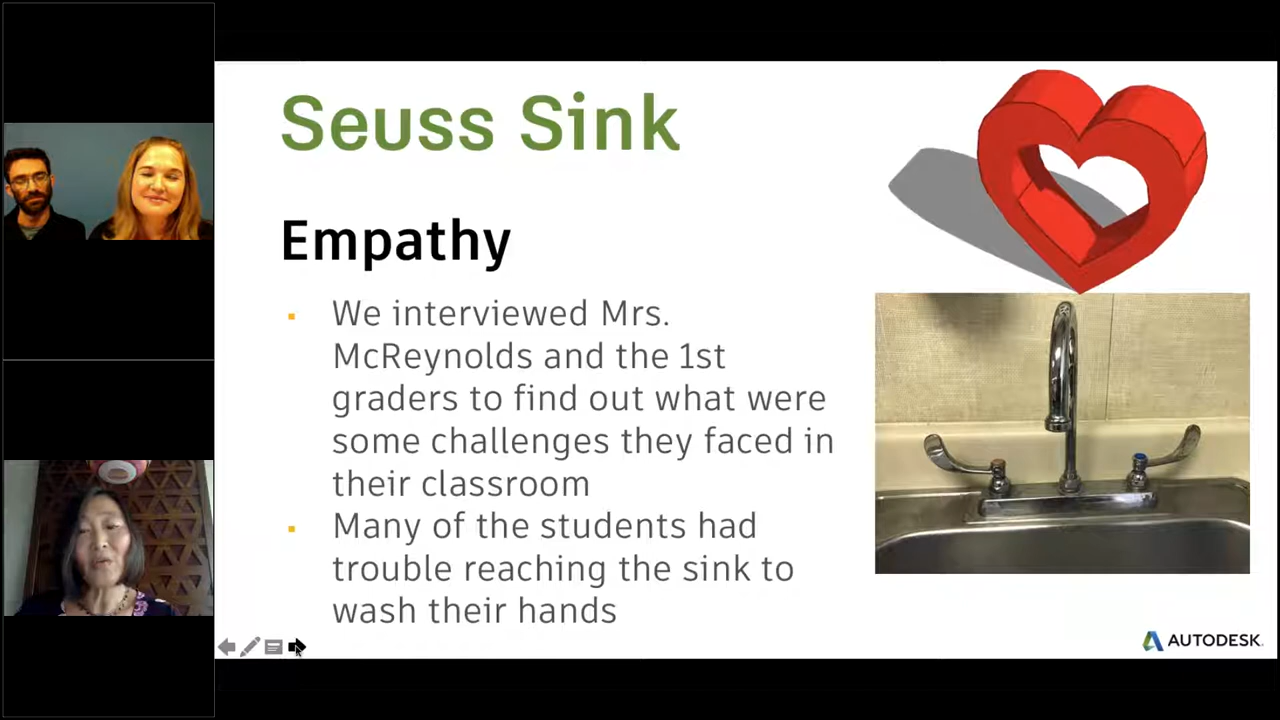 Seuss Sink
Empathy
We interviewed Mrs.
McReynolds and the 1st
graders to find out what were
some challenges they faced in
their classroom
Many of the students had
trouble reaching the sink to
wash their hands
AUTODESK.